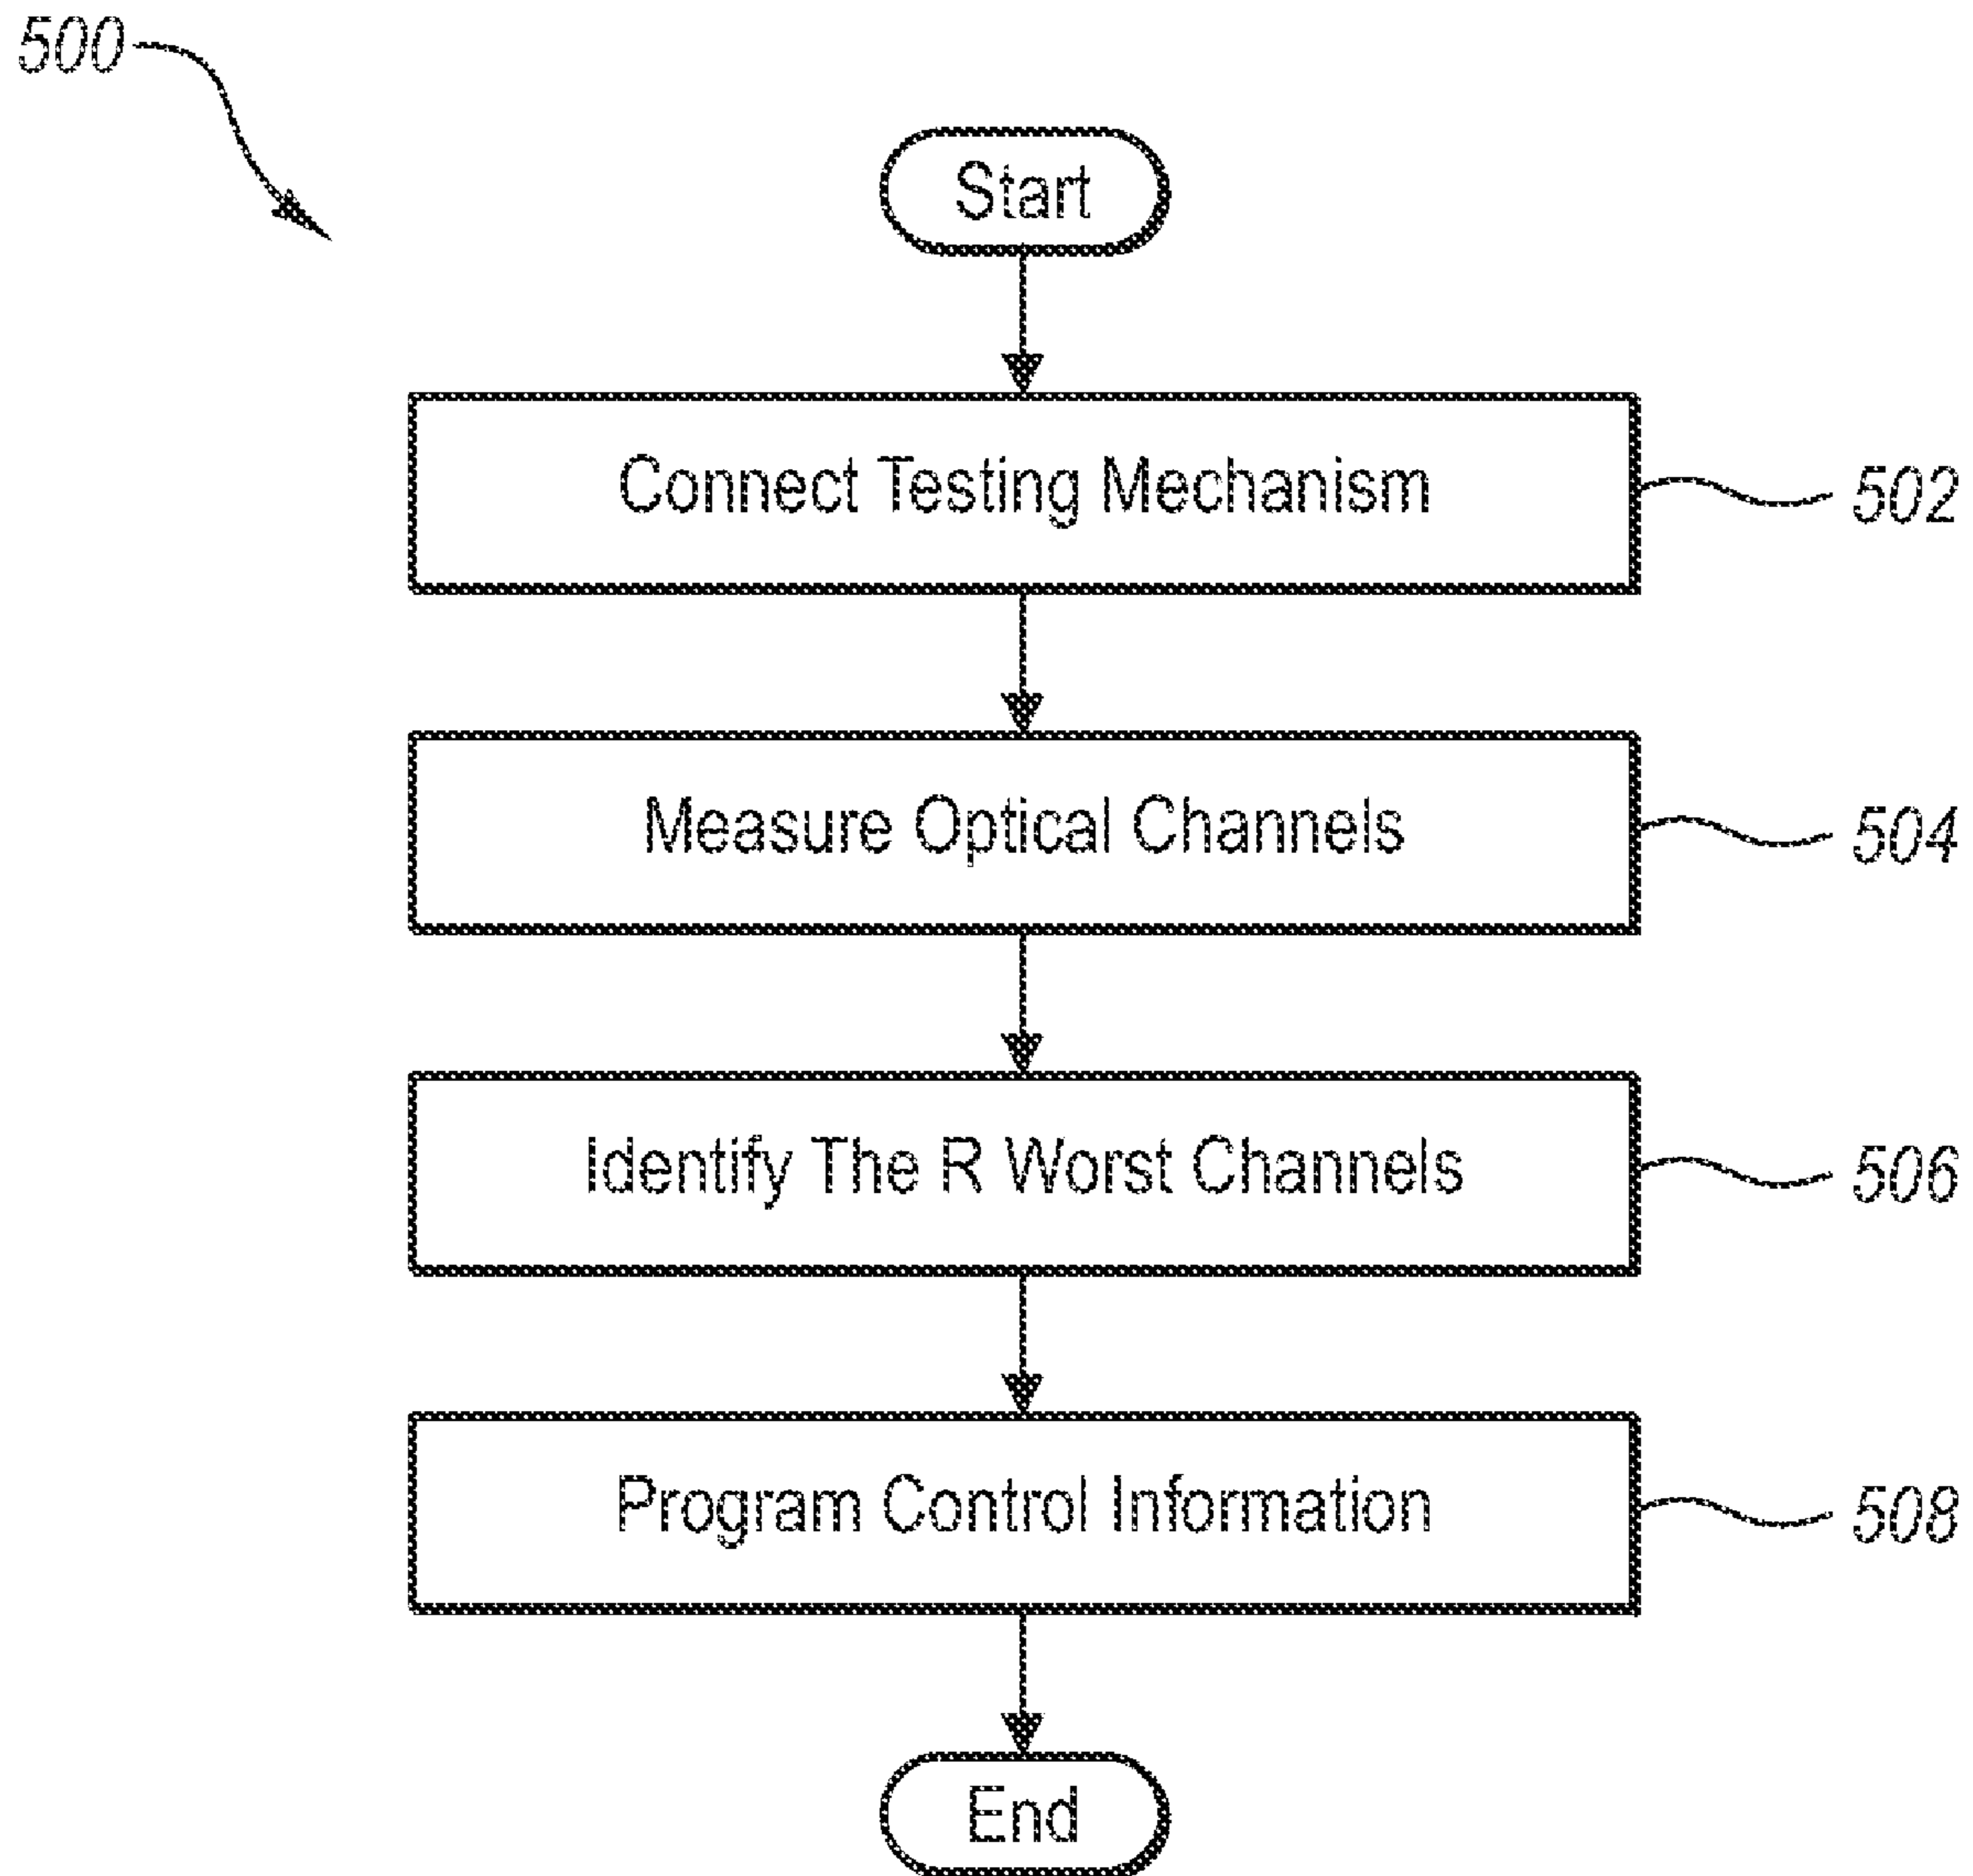 500
Start
Connect Testing Mechanism
502
Measure Optical Channels
504
Identify The R Worst Channels
506
Program Control Information
508
End